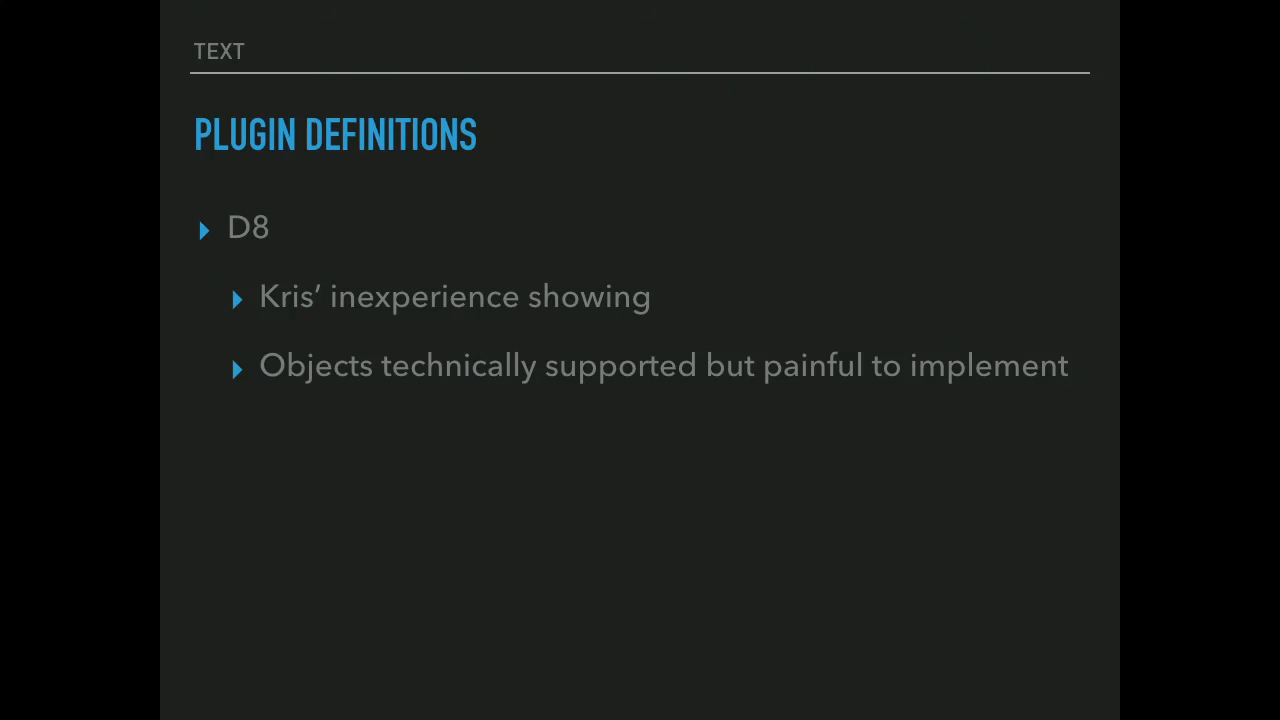 TEXT
PLUGIN DEFINITIONS
D8
Kris’ inexperience showing
Objects technically supported but painful to implement